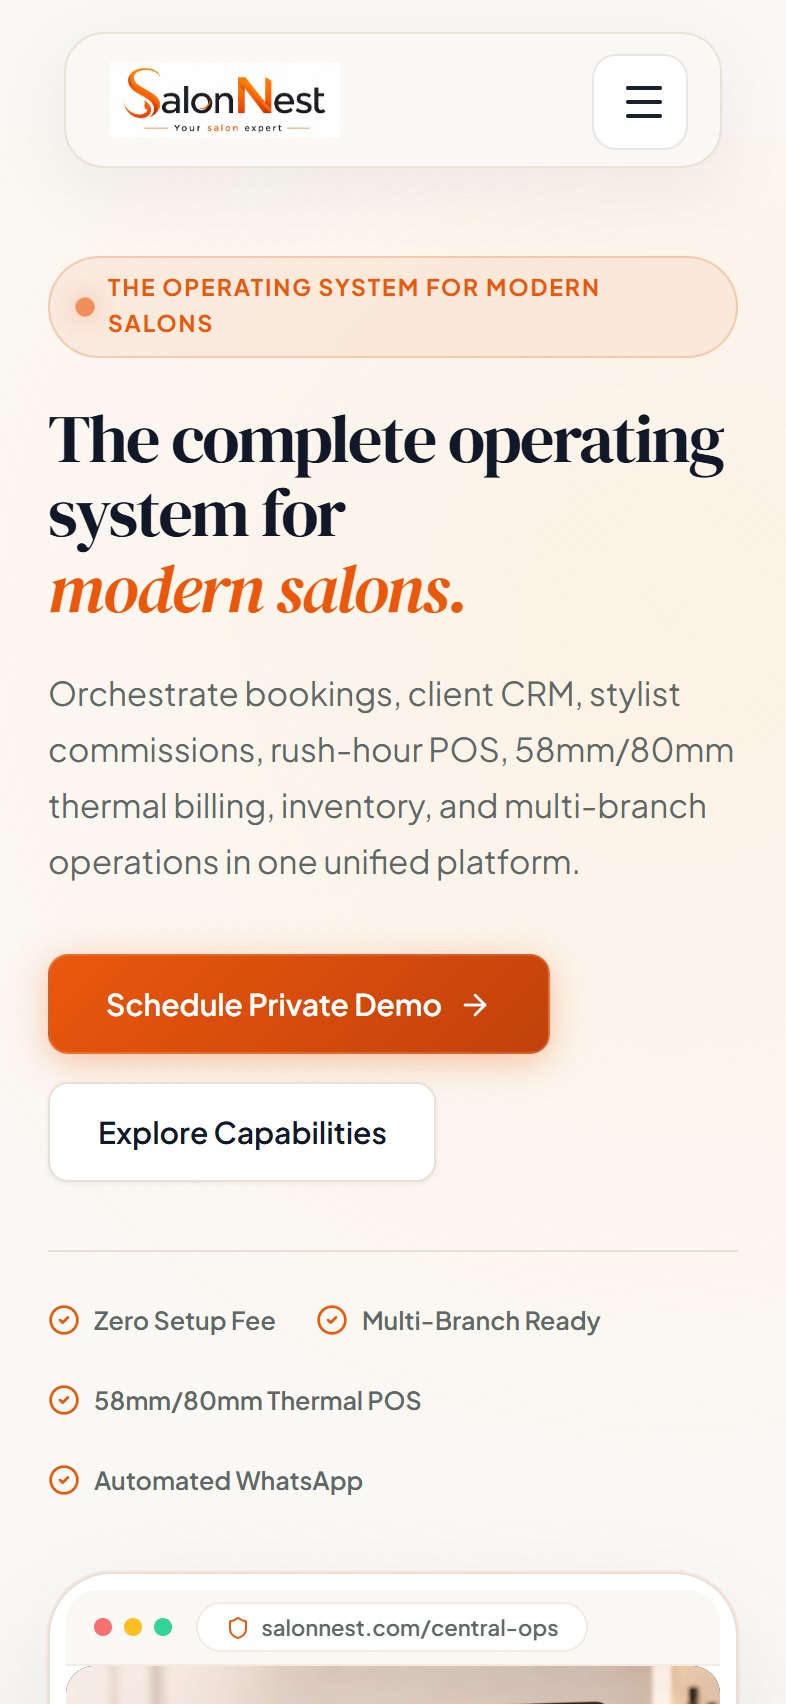 SalonNest
Your salon expert
THE OPERATING SYSTEM FOR MODERN
SALONS
The complete operating
system for
modern salons.
Orchestrate bookings, client CRM, stylist
commissions, rush-hour POS, 58mm/80mm
thermal billing, inventory, and multi-branch
operations in one unified platform.
Schedule Private Demo →
Explore Capabilities
Zero Setup Fee Multi-Branch Ready
58mm/80mm Thermal POS
Automated WhatsApp
salonnest.com/central-ops